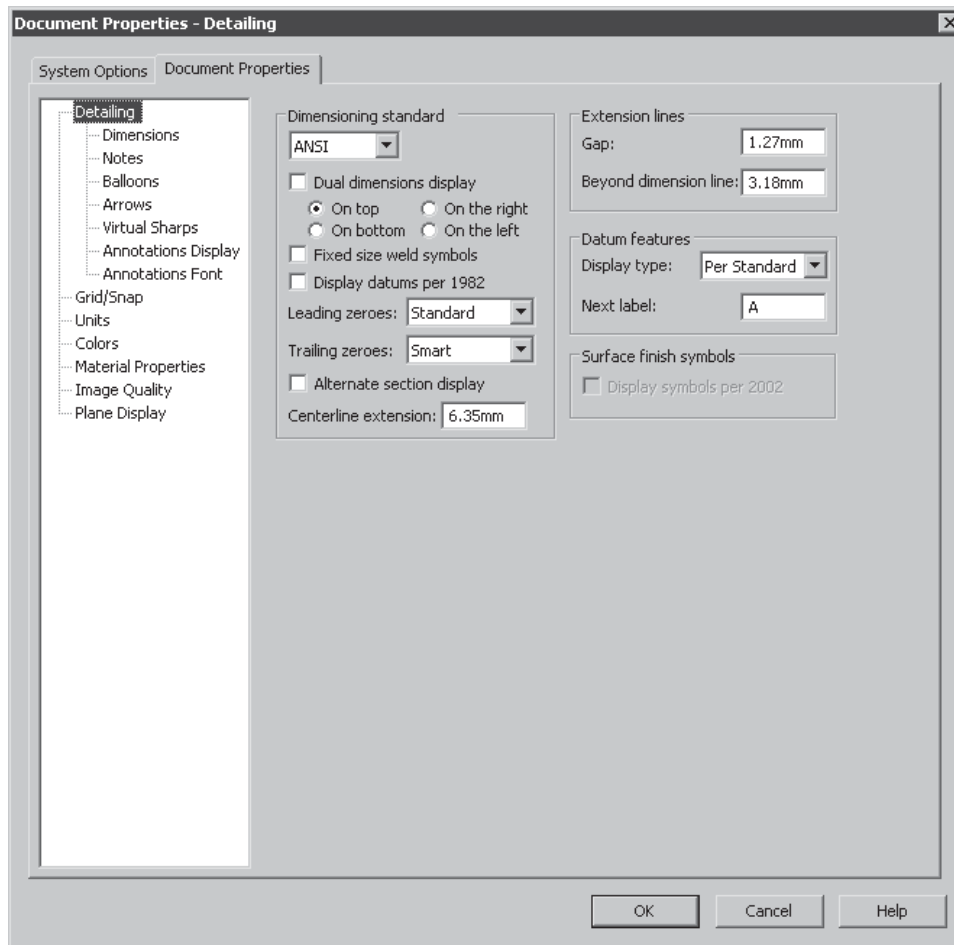 Document Properties - Detailing
System Options
Document Properties
Detailing
Dimensions
Notes
Balloons
Arrows
Virtual Sharps
Annotations Display
Annotations Font
Grid/Snap
Units
Colors
Material Properties
Image Quality
Plane Display
Dimensioning standard
ANSI
Dual dimensions display
On top On the right
On bottom On the left
Fixed size weld symbols
Display datums per 1982
Leading zeroes: Standard
Trailing zeroes: Smart
Alternate section display
Centerline extension: 6.35mm
Extension lines
Gap: 1.27mm
Beyond dimension line: 3.18mm
Datum features
Display type: Per Standard
Next label: A
Surface finish symbols
Display symbols per 2002
OK Cancel Help